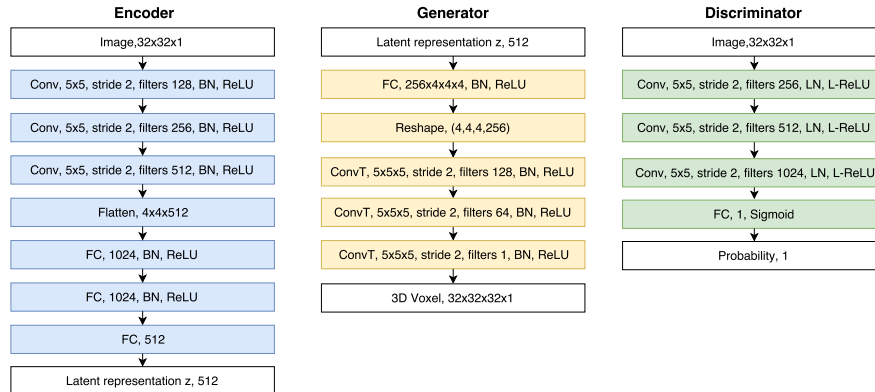 Encoder
Image,32x32x1
Conv, 5x5, stride 2, filters 128, BN, ReLU
Conv, 5x5, stride 2, filters 256, BN, ReLU
Conv, 5x5, stride 2, filters 512, BN, ReLU
Flatten, 4x4x512
FC, 1024, BN, ReLU
FC, 1024, BN, ReLU
FC, 512
Latent representation z, 512
Generator
Latent representation z, 512
FC, 256x4x4x4, BN, ReLU
Reshape, (4,4,4,256)
ConvT, 5x5x5, stride 2, filters 128, BN, ReLU
ConvT, 5x5x5, stride 2, filters 64, BN, ReLU
ConvT, 5x5x5, stride 2, filters 1, BN, ReLU
3D Voxel, 32x32x32x1
Discriminator
Image,32x32x1
Conv, 5x5, stride 2, filters 256, LN, L-ReLU
Conv, 5x5, stride 2, filters 512, LN, L-ReLU
Conv, 5x5, stride 2, filters 1024, LN, L-ReLU
FC, 1, Sigmoid
Probability, 1